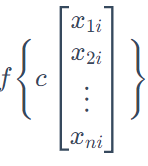 f { c [ x_{1i}
x_{2i}
⋮
x_{ni} ] }